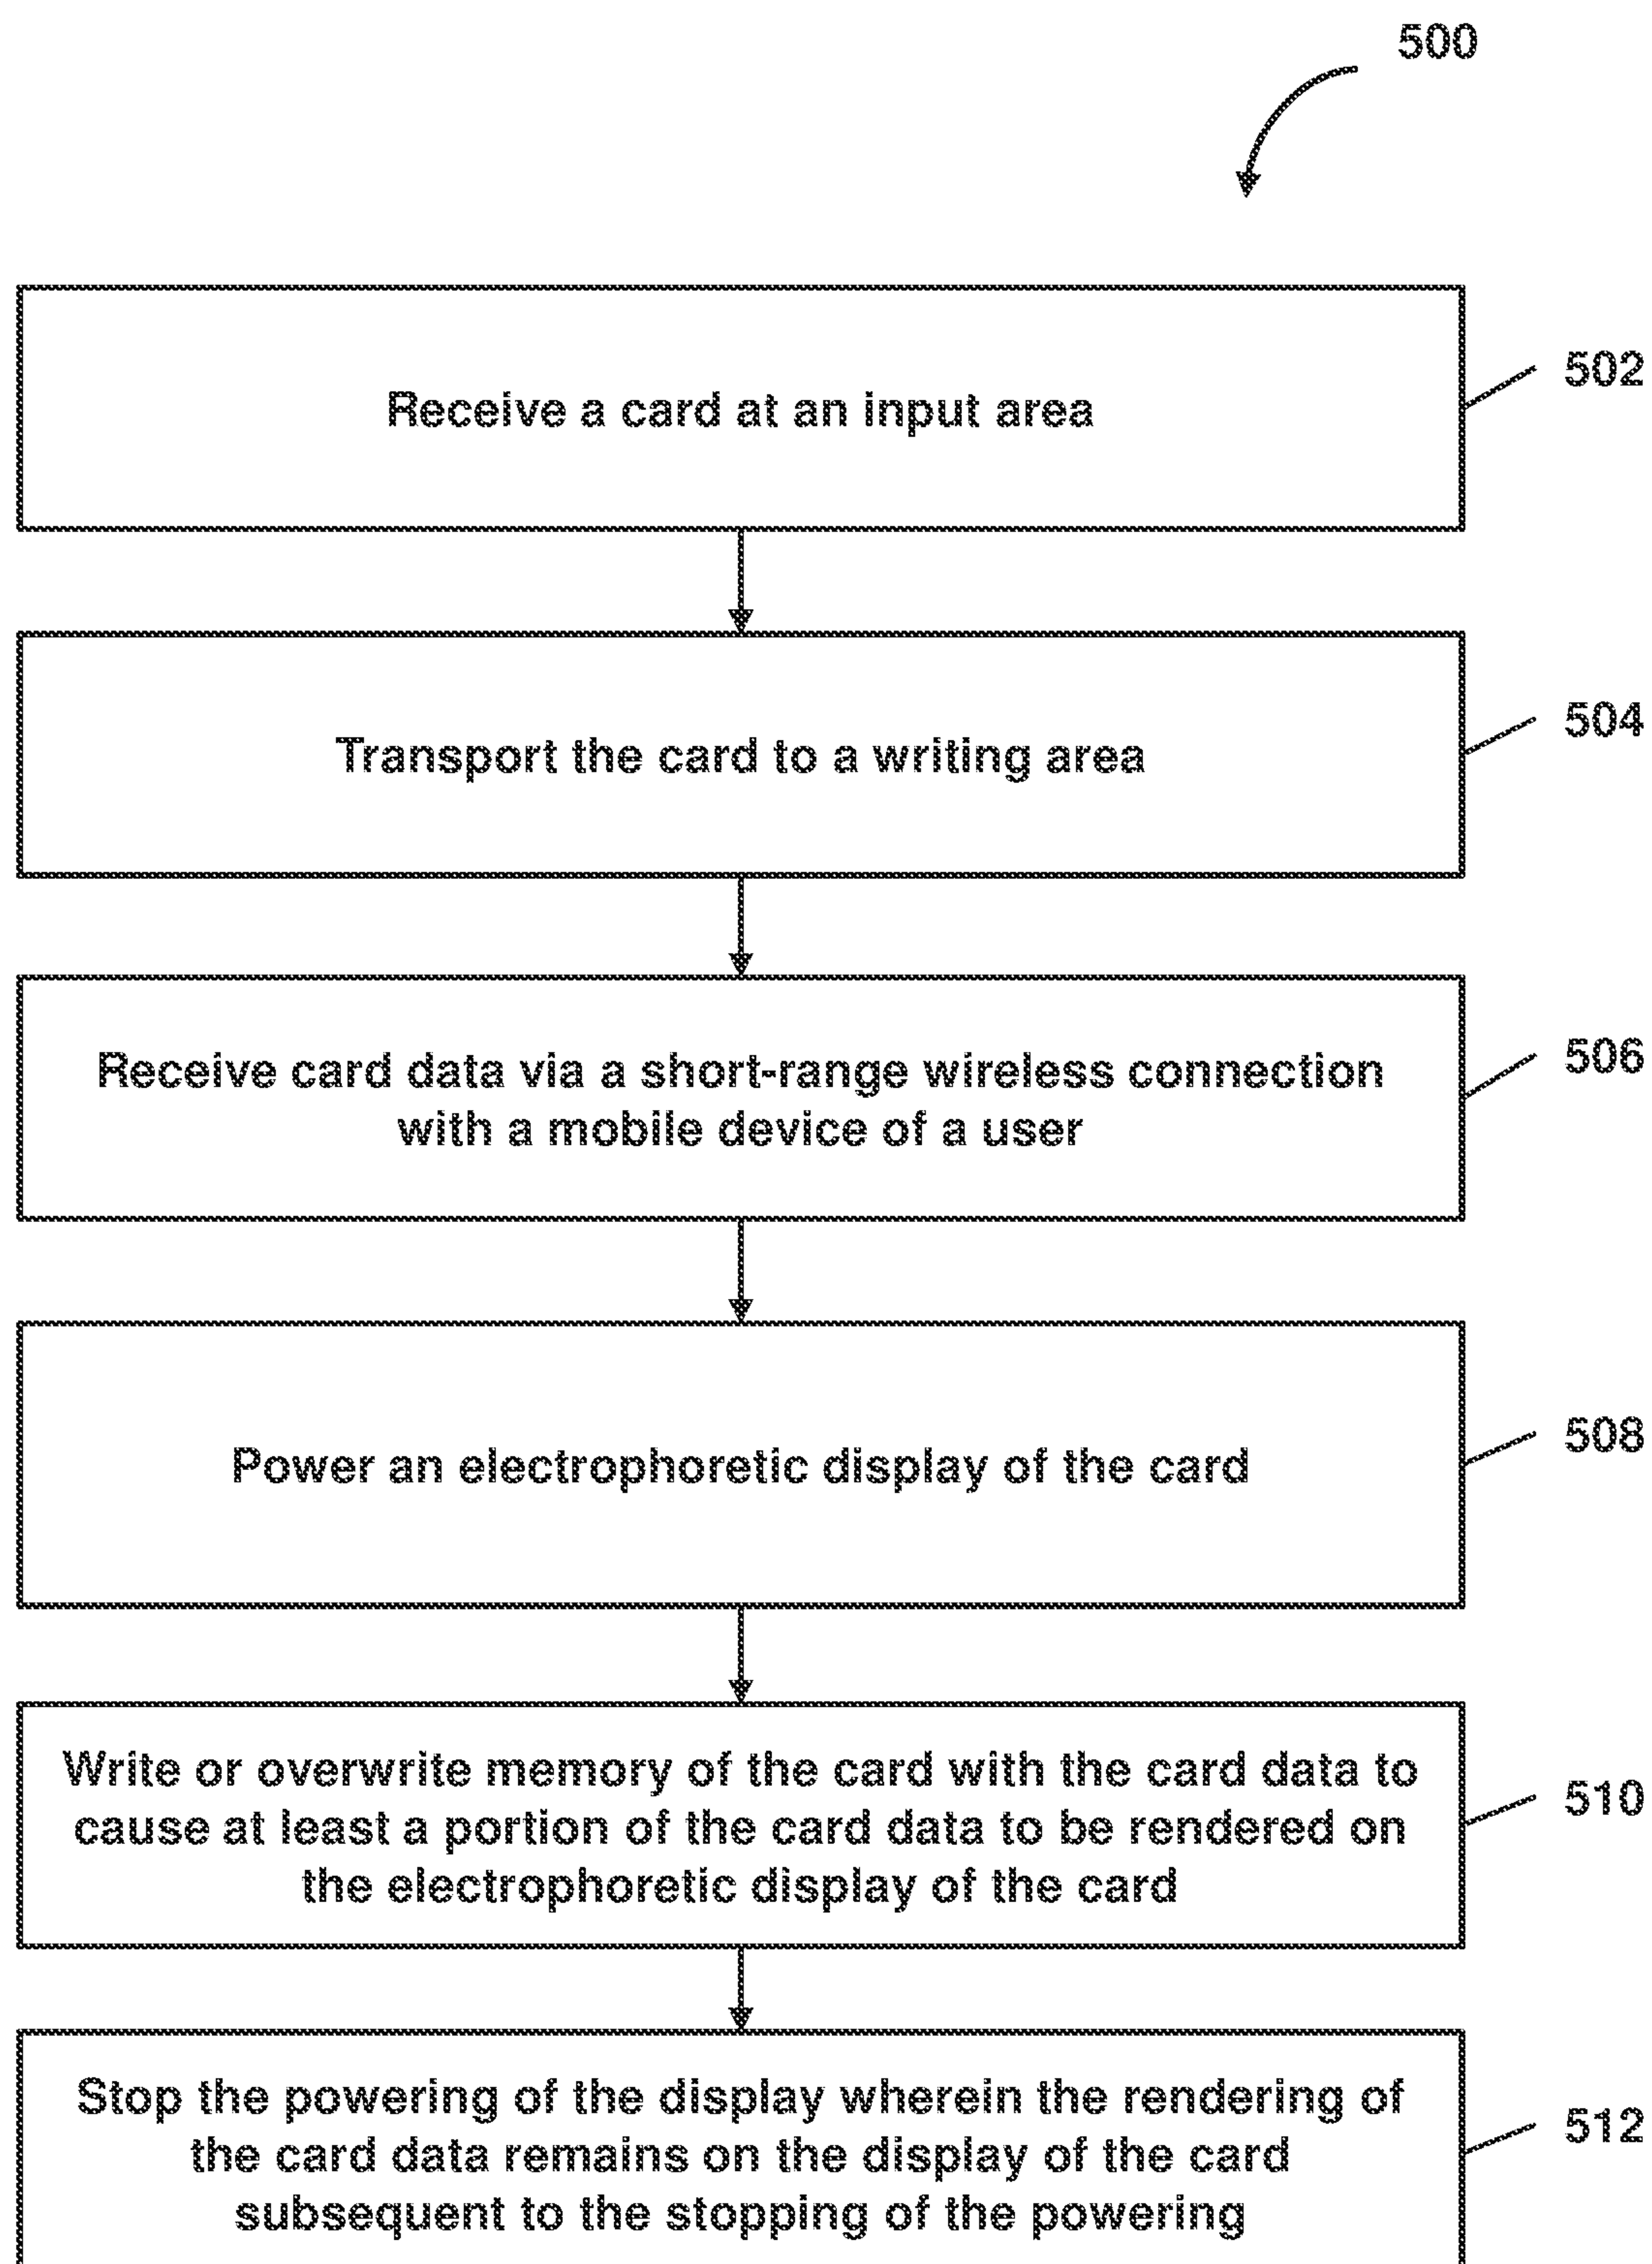 500
Receive a card at an input area
502
Transport the card to a writing area
504
Receive card data via a short-range wireless connection
with a mobile device of a user
506
Power an electrophoretic display of the card
508
Write or overwrite memory of the card with the card data to
cause at least a portion of the card data to be rendered on
the electrophoretic display of the card
510
Stop the powering of the display wherein the rendering of
the card data remains on the display of the card
subsequent to the stopping of the powering
512